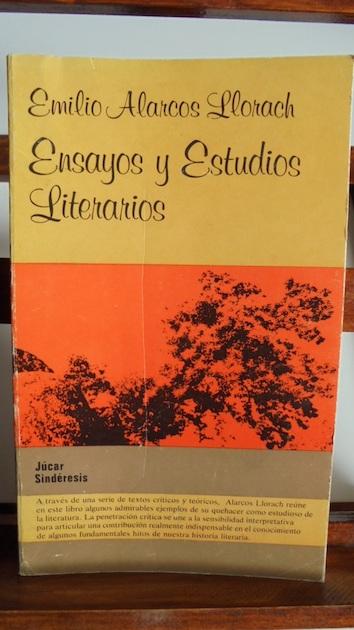 Emilio Alarcos Llorach
Ensayos y Estudios
Literarios
Júcar
Sindéresis
A través de una serie de textos críticos y teóricos, Alarcos Llorach reúne
en este libro algunos admirables ejemplos de su quehacer como estudioso de
la literatura. La penetración crítica se une a la sensibilidad interpretativa
para articular una contribución realmente indispensable en el conocimiento
de algunos fundamentales hitos de nuestra historia literaria.